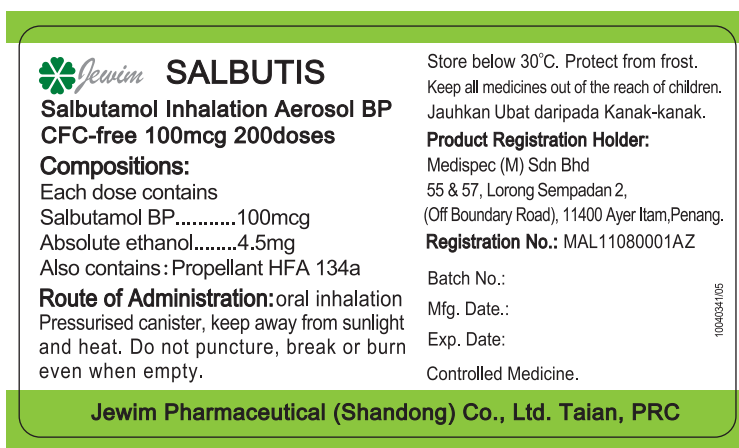 Jewim SALBUTIS
Salbutamol Inhalation Aerosol BP
CFC-free 100mcg 200doses
Compositions:
Each dose contains
Salbutamol BP...........100mcg
Absolute ethanol........4.5mg
Also contains: Propellant HFA 134a
Route of Administration: oral inhalation
Pressurised canister, keep away from sunlight
and heat. Do not puncture, break or burn
even when empty.
Store below 30°C. Protect from frost.
Keep all medicines out of the reach of children.
Jauhkan Ubat daripada Kanak-kanak.
Product Registration Holder:
Medispec (M) Sdn Bhd
55 & 57, Lorong Sempadan 2,
(Off Boundary Road), 11400 Ayer Itam,Penang.
Registration No.: MAL11080001AZ
Batch No.:
Mfg. Date.:
Exp. Date:
Controlled Medicine.
10040341/05
Jewim Pharmaceutical (Shandong) Co., Ltd. Taian, PRC